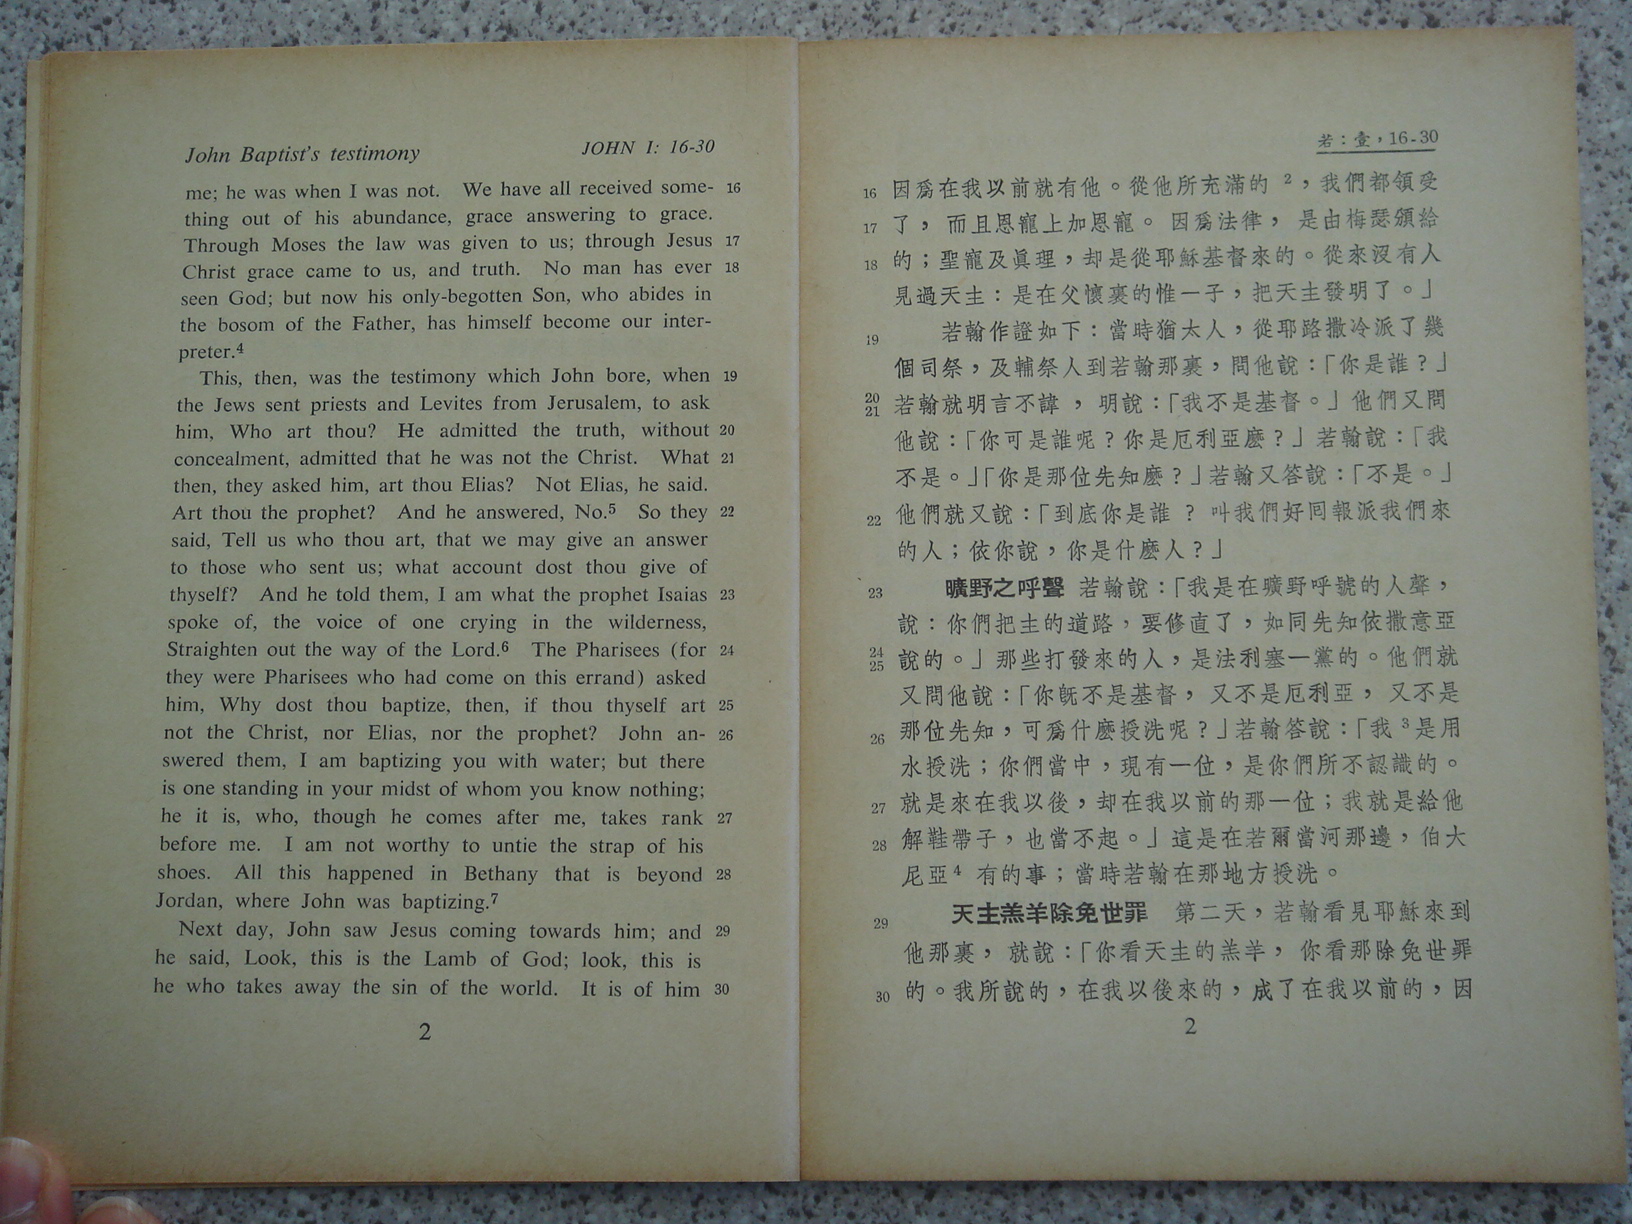 John Baptist's testimony JOHN I: 16-30
me; he was when I was not. We have all received some- 16
thing out of his abundance, grace answering to grace.
Through Moses the law was given to us; through Jesus 17
Christ grace came to us, and truth. No man has ever 18
seen God; but now his only-begotten Son, who abides in
the bosom of the Father, has himself become our inter-
preter.4
This, then, was the testimony which John bore, when 19
the Jews sent priests and Levites from Jerusalem, to ask
him, Who art thou? He admitted the truth, without 20
concealment, admitted that he was not the Christ. What 21
then, they asked him, art thou Elias? Not Elias, he said.
Art thou the prophet? And he answered, No.5 So they 22
said, Tell us who thou art, that we may give an answer
to those who sent us; what account dost thou give of
thyself? And he told them, I am what the prophet Isaias 23
spoke of, the voice of one crying in the wilderness,
Straighten out the way of the Lord.6 The Pharisees (for 24
they were Pharisees who had come on this errand) asked
him, Why dost thou baptize, then, if thou thyself art 25
not the Christ, nor Elias, nor the prophet? John an- 26
swered them, I am baptizing you with water; but there
is one standing in your midst of whom you know nothing;
he it is, who, though he comes after me, takes rank 27
before me. I am not worthy to untie the strap of his
shoes. All this happened in Bethany that is beyond 28
Jordan, where John was baptizing.7
Next day, John saw Jesus coming towards him; and 29
he said, Look, this is the Lamb of God; look, this is
he who takes away the sin of the world. It is of him 30
2
若：壹，16-30
16 因爲在我以前就有他。從他所充滿的 2，我們都領受
17 了，而且恩寵上加恩寵。因爲法律，是由梅瑟頒給
18 的；聖寵及眞理，却是從耶穌基督來的。從來沒有人
見過天主：是在父懷裏的惟一子，把天主發明了。」
19 若翰作證如下：當時猶太人，從耶路撒冷派了幾
個司祭，及輔祭人到若翰那裏，問他說：「你是誰？」
20 21 若翰就明言不諱，明說：「我不是基督。」他們又問
他說：「你可是誰呢？你是厄利亞麽？」若翰說：「我
不是。」「你是那位先知麽？」若翰又答說：「不是。」
22 他們就又說：「到底你是誰？叫我們好囘報派我們來
的人；依你說，你是什麽人？」
23 曠野之呼聲 若翰說：「我是在曠野呼號的人聲，
說：你們把主的道路，要修直了，如同先知依撒意亞
24 25 說的。」那些打發來的人，是法利塞一黨的。他們就
又問他說：「你旣不是基督，又不是厄利亞，又不是
26 那位先知，可爲什麽授洗呢？」若翰答說：「我 3 是用
水授洗；你們當中，現有一位，是你們所不認識的。
27 就是來在我以後，却在我以前的那一位；我就是給他
28 解鞋帶子，也當不起。」這是在若爾當河那邊，伯大
尼亞4 有的事；當時若翰在那地方授洗。
29 天主羔羊除免世罪 第二天，若翰看見耶穌來到
他那裏，就說：「你看天主的羔羊，你看那除免世罪
30 的。我所說的，在我以後來的，成了在我以前的，因
2